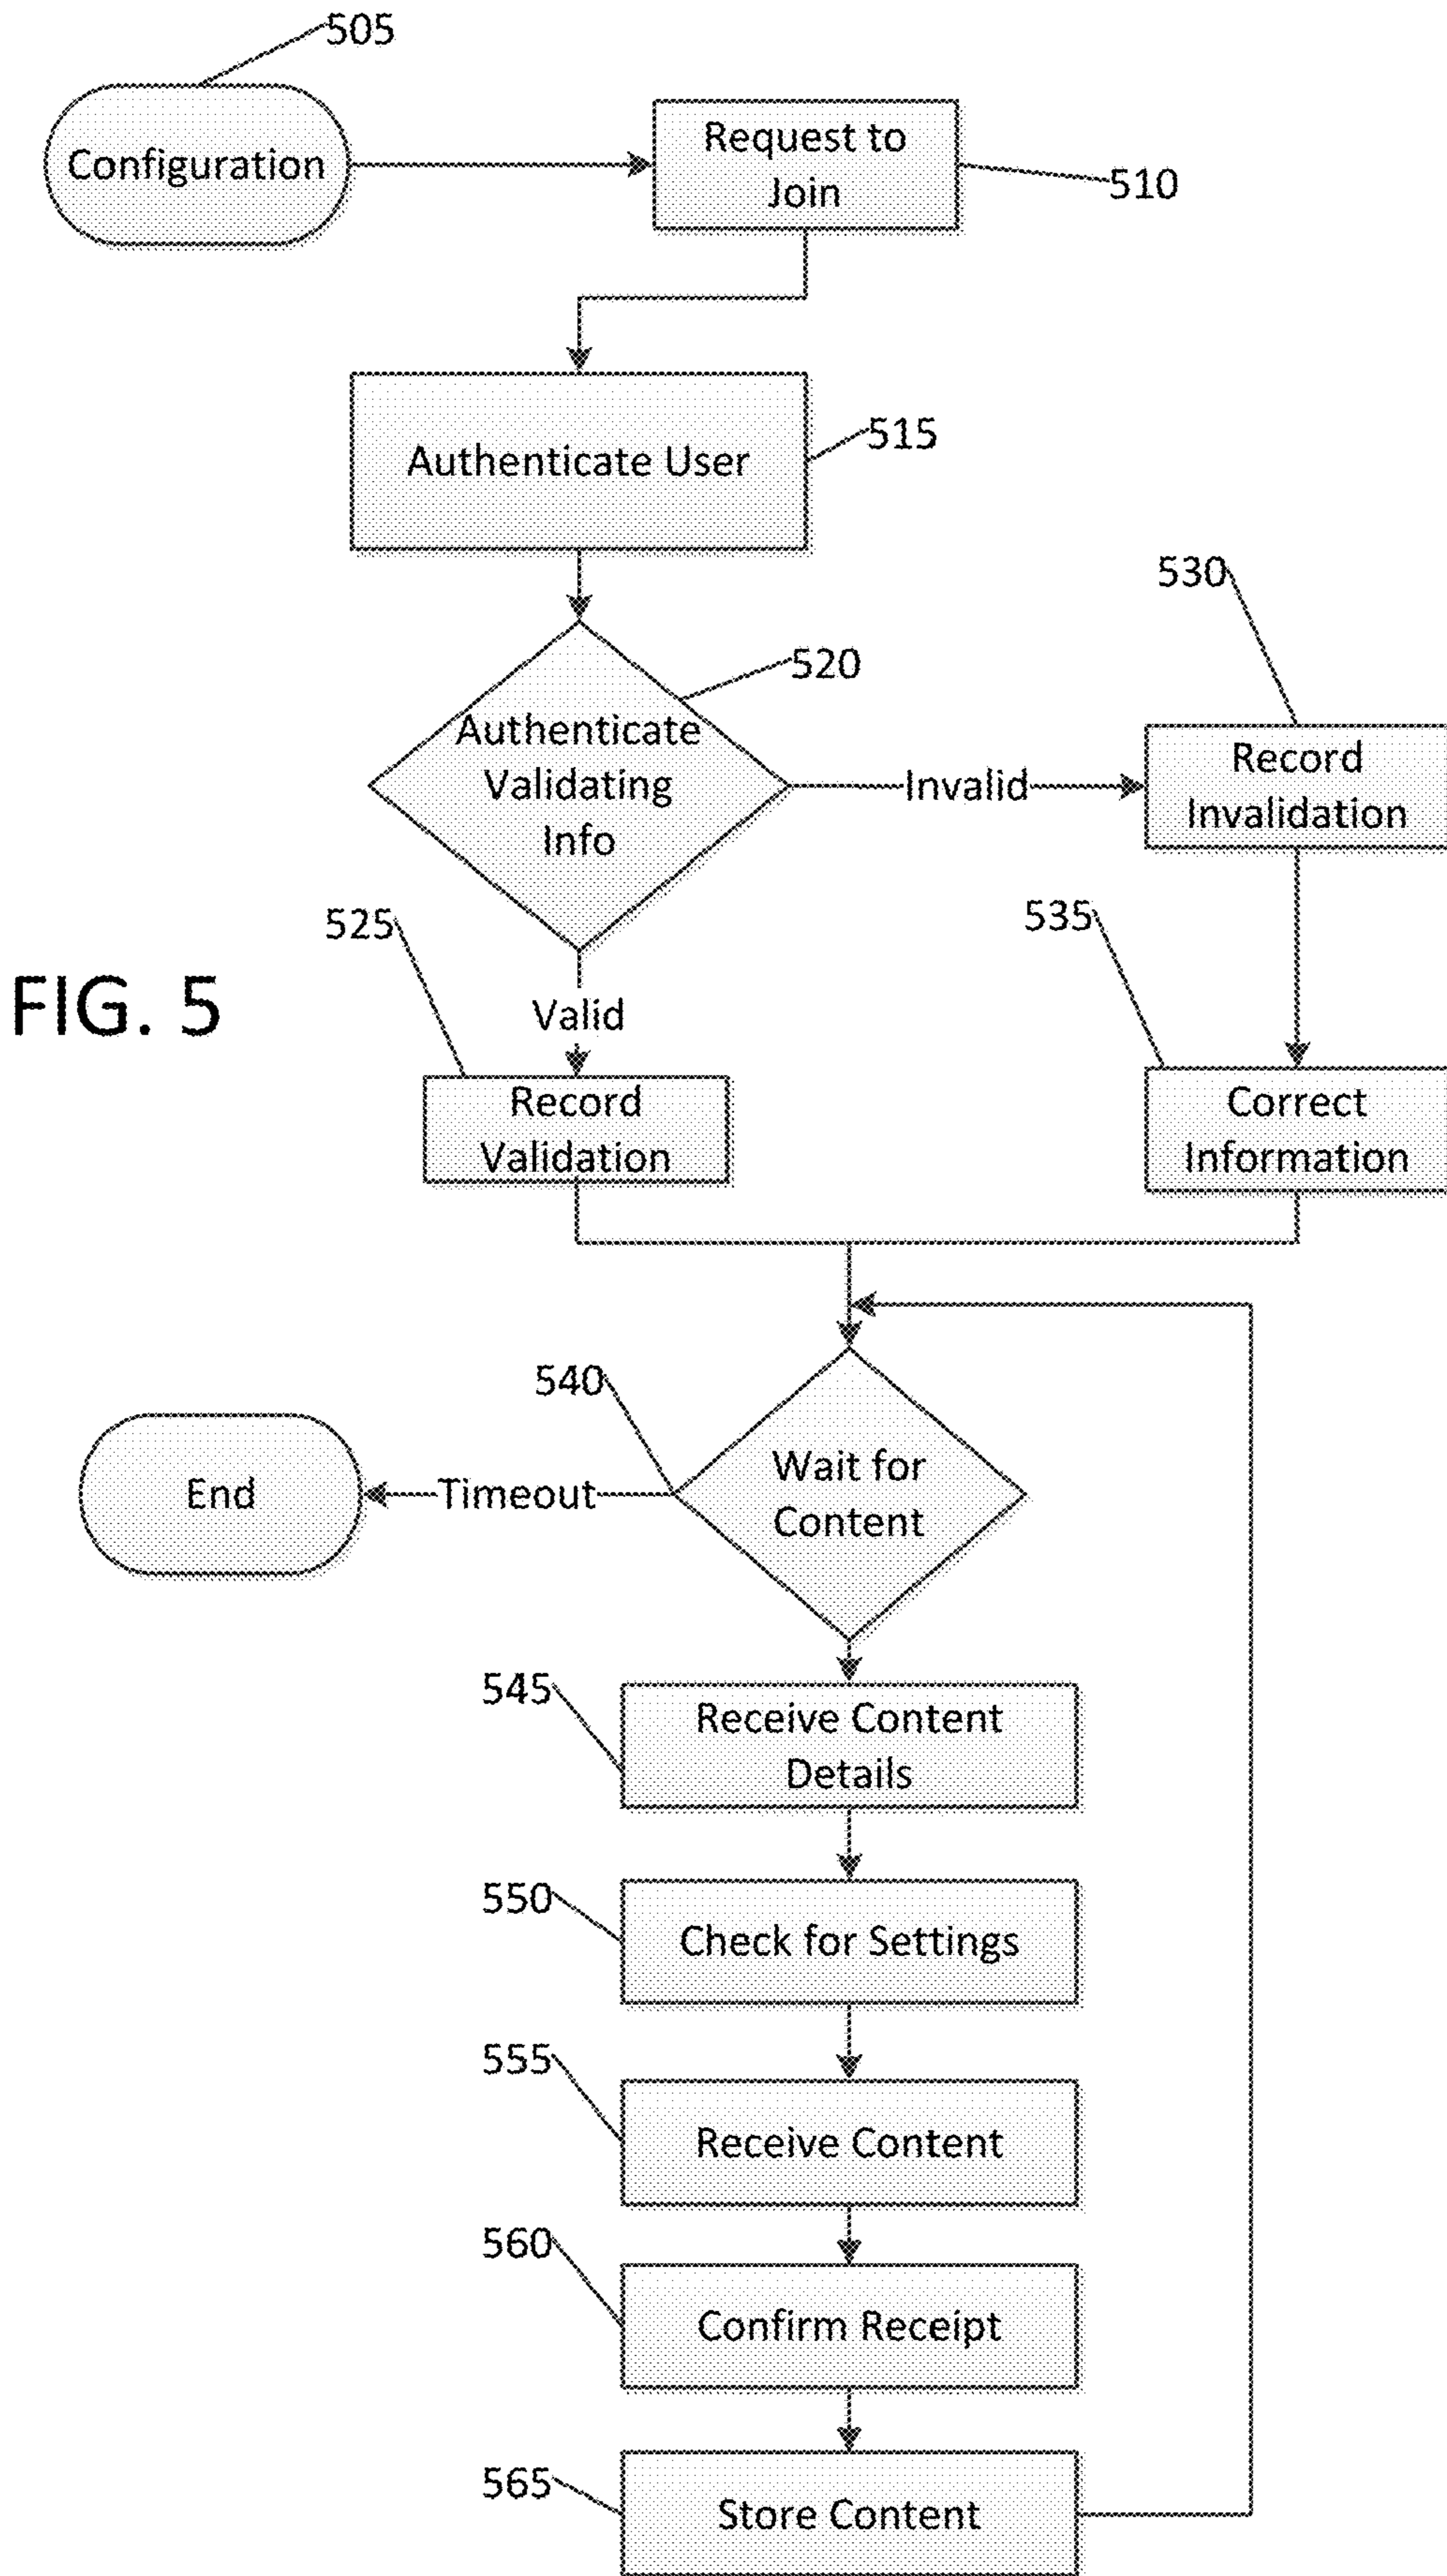 505
Configuration
Request to
Join
510
Authenticate User
515
530
520
Authenticate
Validating
Info
Invalid
Record
Invalidation
525
535
FIG. 5
Valid
Record
Validation
Correct
Information
540
End
Timeout
Wait for
Content
545
Receive Content
Details
550
Check for Settings
555
Receive Content
560
Confirm Receipt
565
Store Content